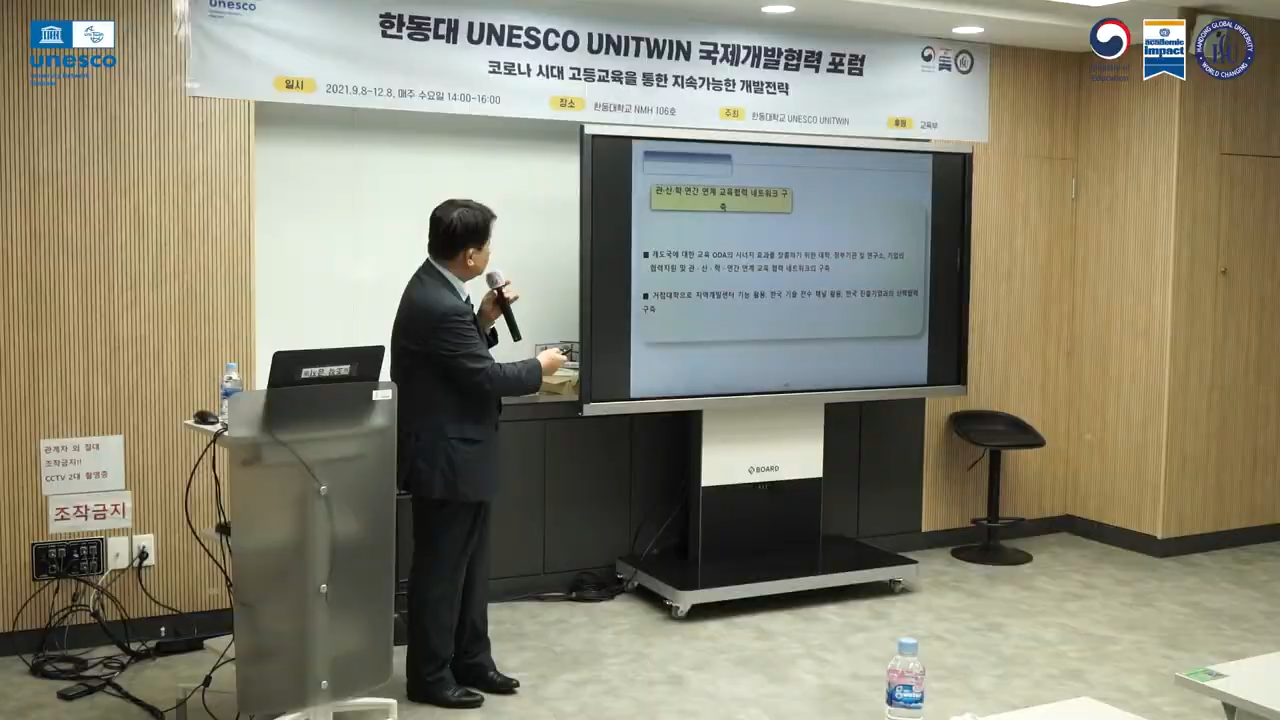 unesco
unesco
한동대 UNESCO UNITWIN 국제개발협력 포럼
코로나 시대 고등교육을 통한 지속가능한 개발전략
일시 2021.9.8-12.8, 매주 수요일 14:00-16:00
장소 한동대학교 NMH 106호
주최 한동대학교 UNESCO UNITWIN
후원 교육부
Ministry of Education
academic impact
HANDONG GLOBAL UNIVERSITY
WORLD CHANGING
관·산·학·연간 연계 교육협력 네트워크 구
축
■ 개도국에 대한 교육 ODA의 시너지 효과를 창출하기 위한 대학, 정부기관 및 연구소, 기업의
협력지원 및 관·산·학·연간 연계 교육 협력 네트워크의 구축
■ 거점대학으로 지역개발센터 기능 활용, 한국 기술 전수 채널 활용, 한국 진출기업과의 산학협력
구축
BOARD
관계자 외 절대
조작금지!!
CCTV 2대 촬영중
조작금지